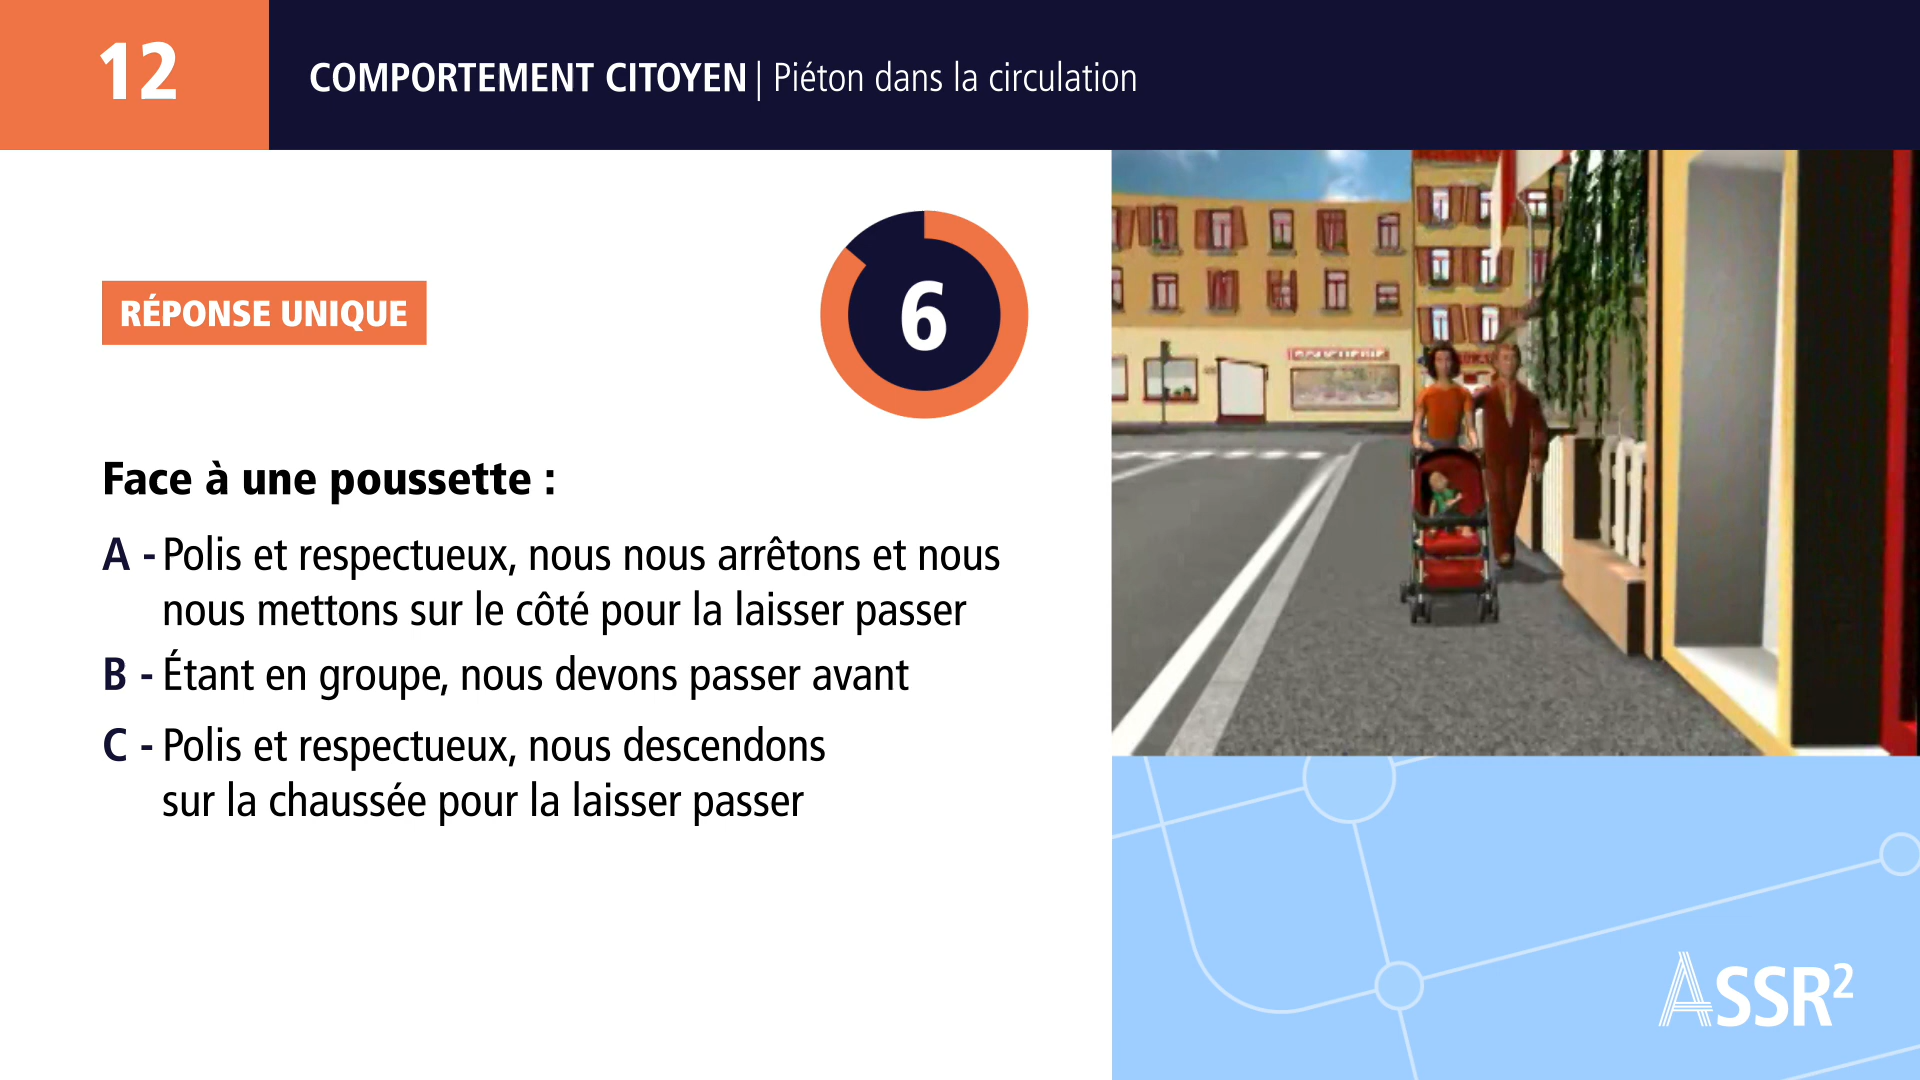 12
COMPORTEMENT CITOYEN | Piéton dans la circulation
RÉPONSE UNIQUE
6
Face à une poussette :
A - Polis et respectueux, nous nous arrêtons et nous
nous mettons sur le côté pour la laisser passer
B - Étant en groupe, nous devons passer avant
C - Polis et respectueux, nous descendons
sur la chaussée pour la laisser passer
ASSR²